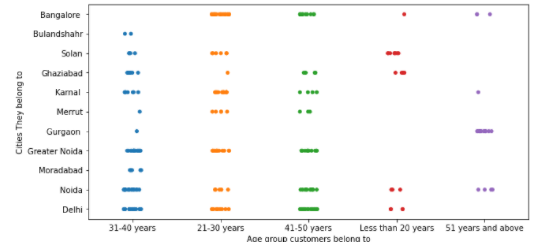 Bangalore
Bulandshahr
Solan
Ghaziabad
Karnal
Merrut
Gurgaon
Greater Noida
Moradabad
Noida
Delhi
Cities They belong to
31-40 years 21-30 years 41-50 years Less than 20 years 51 years and above
Age group customers belong to